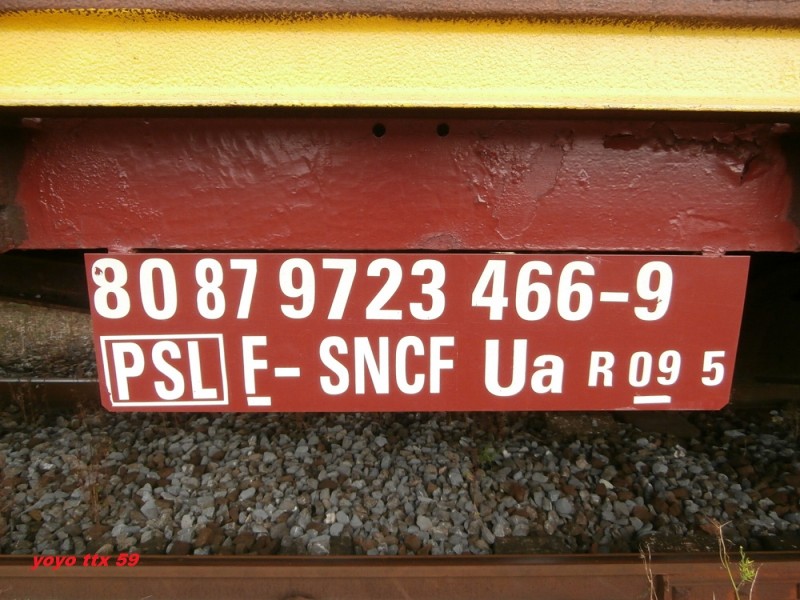 80 87 9723 466-9
PSL F- SNCF Ua R 09 5
yoyo ttx 59